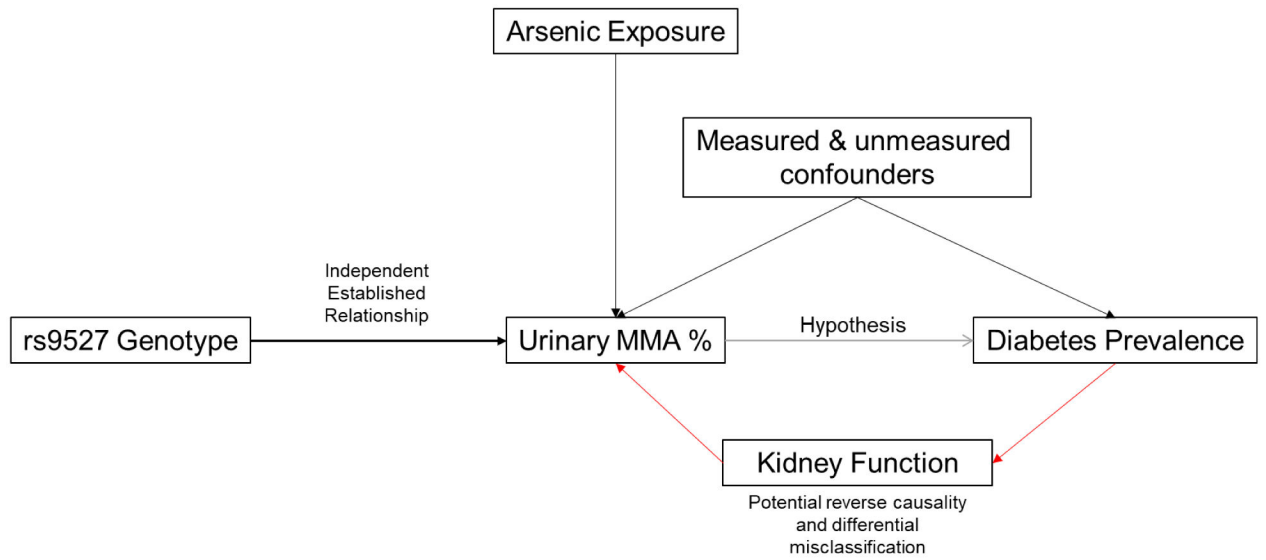 Arsenic Exposure
Measured & unmeasured
confounders
Independent
Established
Relationship
Hypothesis
rs9527 Genotype
Urinary MMA %
Diabetes Prevalence
Kidney Function
Potential reverse causality
and differential
misclassification